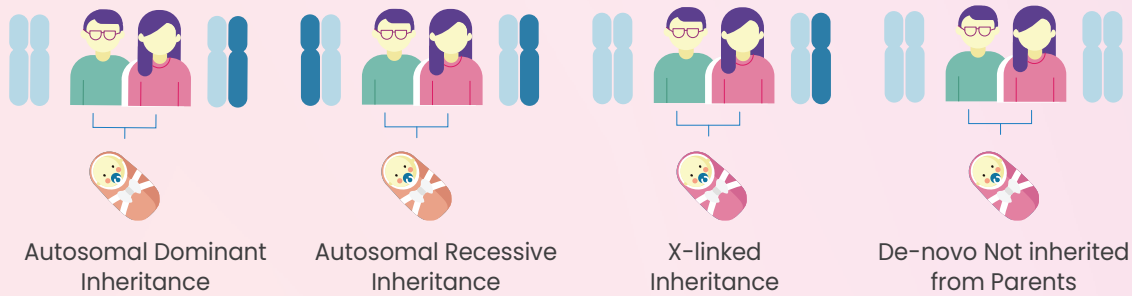 Autosomal Dominant
Inheritance
Autosomal Recessive
Inheritance
X-linked
Inheritance
De-novo Not inherited
from Parents